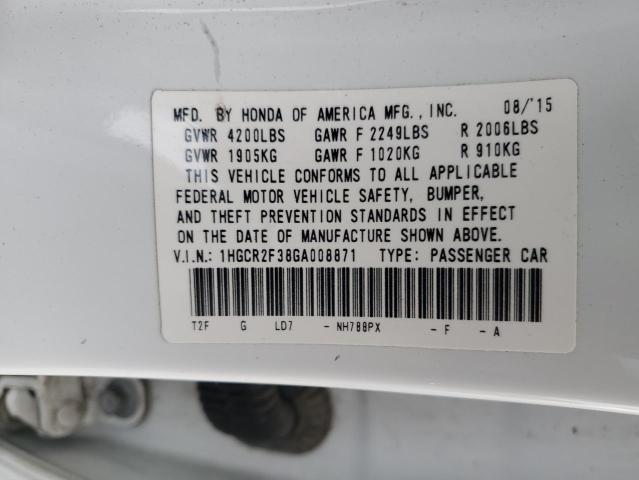 MFD. BY HONDA OF AMERICA MFG., INC. 08/'15
GVWR 4200LBS GAWR F 2249LBS R 2006LBS
GVWR 1905KG GAWR F 1020KG R 910KG
THIS VEHICLE CONFORMS TO ALL APPLICABLE
FEDERAL MOTOR VEHICLE SAFETY, BUMPER,
AND THEFT PREVENTION STANDARDS IN EFFECT
ON THE DATE OF MANUFACTURE SHOWN ABOVE.
V.I.N.: 1HGCR2F38GA008871 TYPE: PASSENGER CAR
T2F G LD7 - NH788PX - F - A